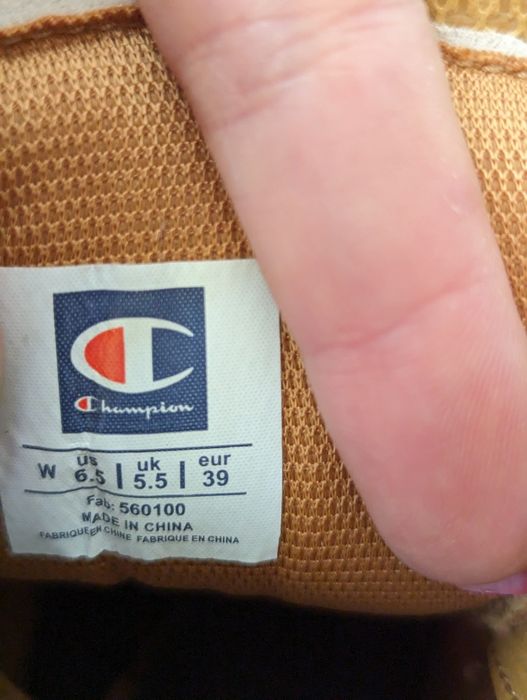 Champion
W us 6.5 | uk 5.5 | eur 39
Fab: 560100
MADE IN CHINA
FABRIQUE EN CHINE FABRIQUE EN CHINA